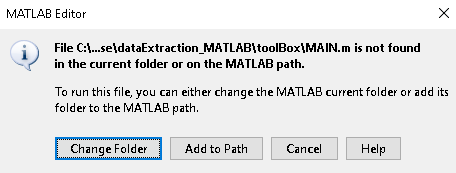 MATLAB Editor
File C:\...se\dataExtraction_MATLAB\toolBox\MAIN.m is not found
in the current folder or on the MATLAB path.
To run this file, you can either change the MATLAB current folder or add its
folder to the MATLAB path.
Change Folder
Add to Path
Cancel
Help